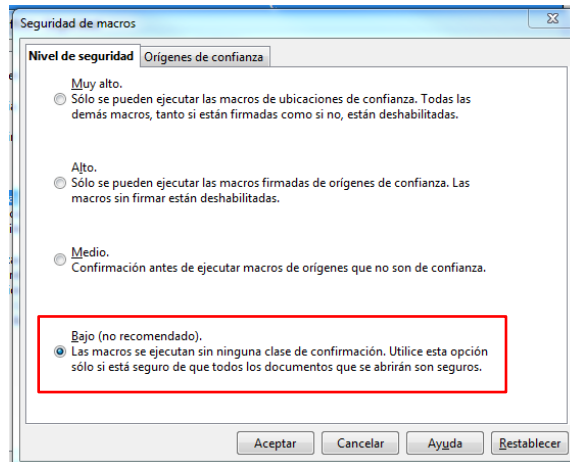 Seguridad de macros
Nivel de seguridad
Orígenes de confianza
Muy alto.
Sólo se pueden ejecutar las macros de ubicaciones de confianza. Todas las
demás macros, tanto si están firmadas como si no, están deshabilitadas.
Alto.
Sólo se pueden ejecutar las macros firmadas de orígenes de confianza. Las
macros sin firmar están deshabilitadas.
Medio.
Confirmación antes de ejecutar macros de orígenes que no son de confianza.
Bajo (no recomendado).
Las macros se ejecutan sin ninguna clase de confirmación. Utilice esta opción
sólo si está seguro de que todos los documentos que se abrirán son seguros.
Aceptar
Cancelar
Ayuda
Restablecer